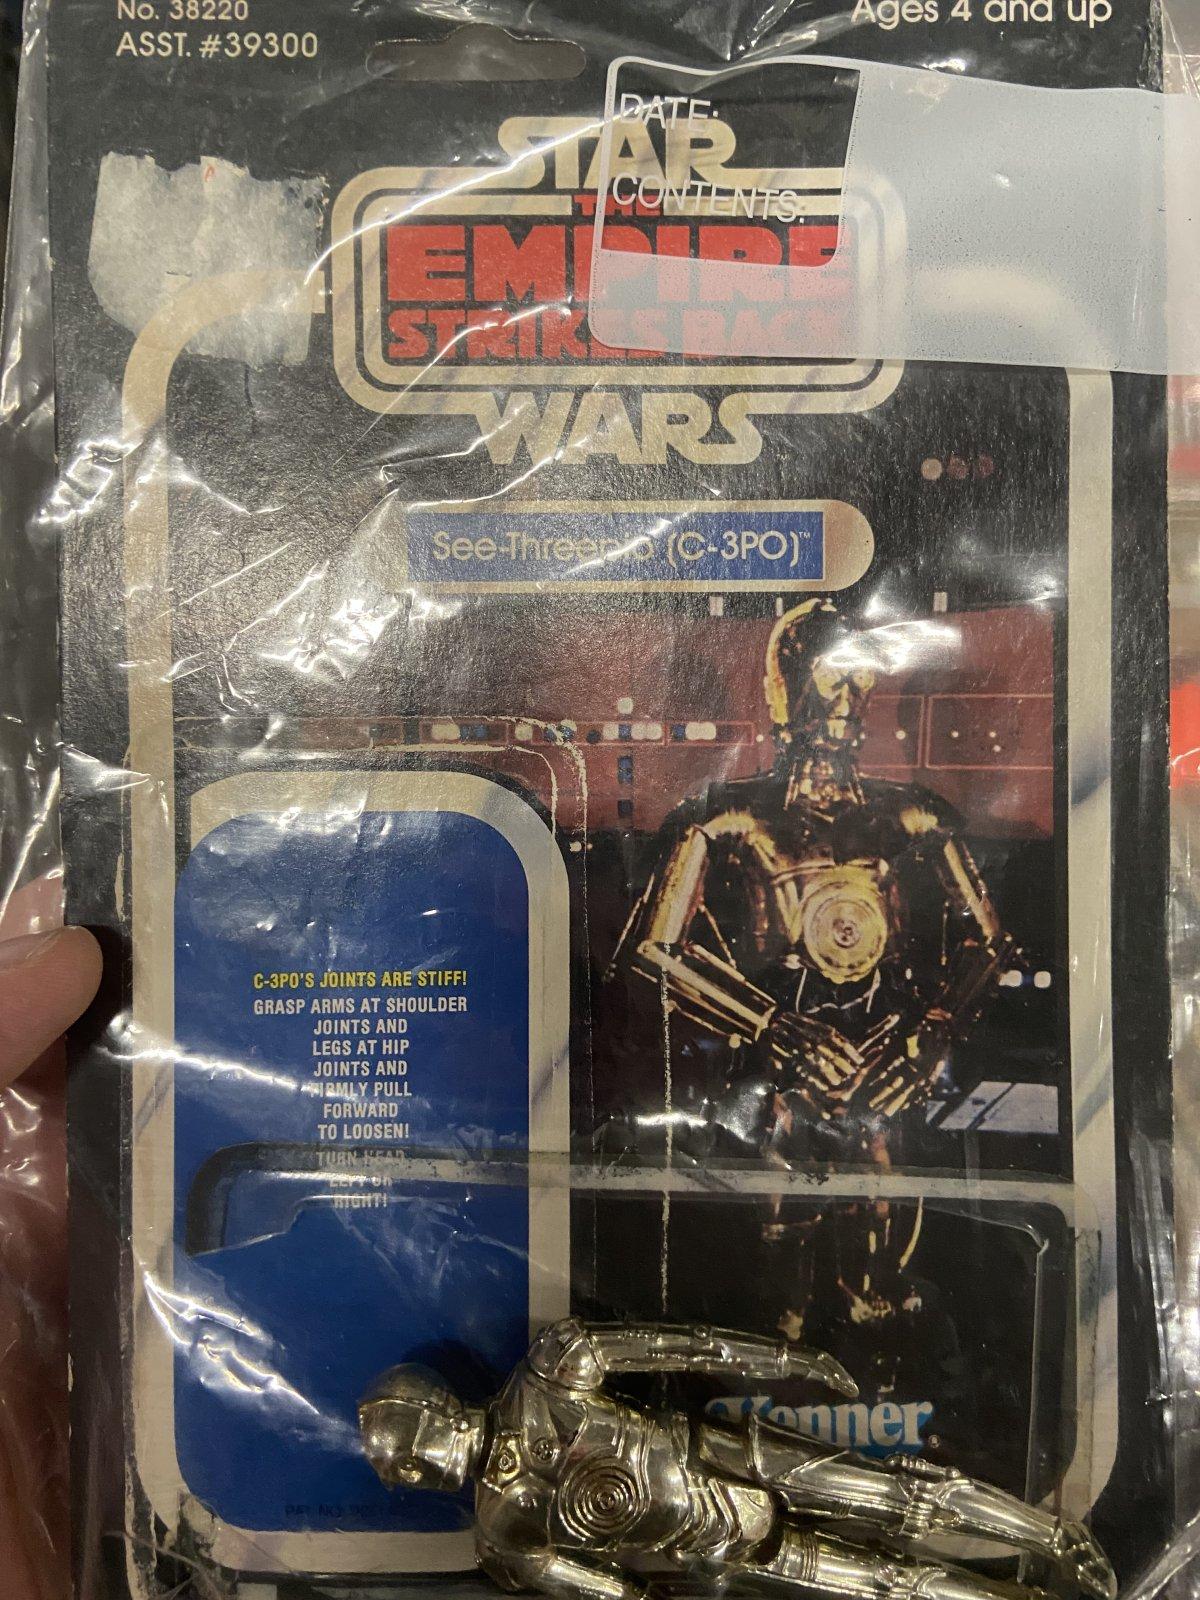 No. 38220
ASST. #39300
Ages 4 and up
DATE:
CONTENTS:
STAR
THE
EMPIRE
STRIKES BACK
WARS
See-Threepio (C-3PO)™
C-3PO'S JOINTS ARE STIFF!
GRASP ARMS AT SHOULDER
JOINTS AND
LEGS AT HIP
JOINTS AND
FIRMLY PULL
FORWARD
TO LOOSEN!
TURN HEAD
LEFT OR
RIGHT!
Kenner®
PAT. NO.